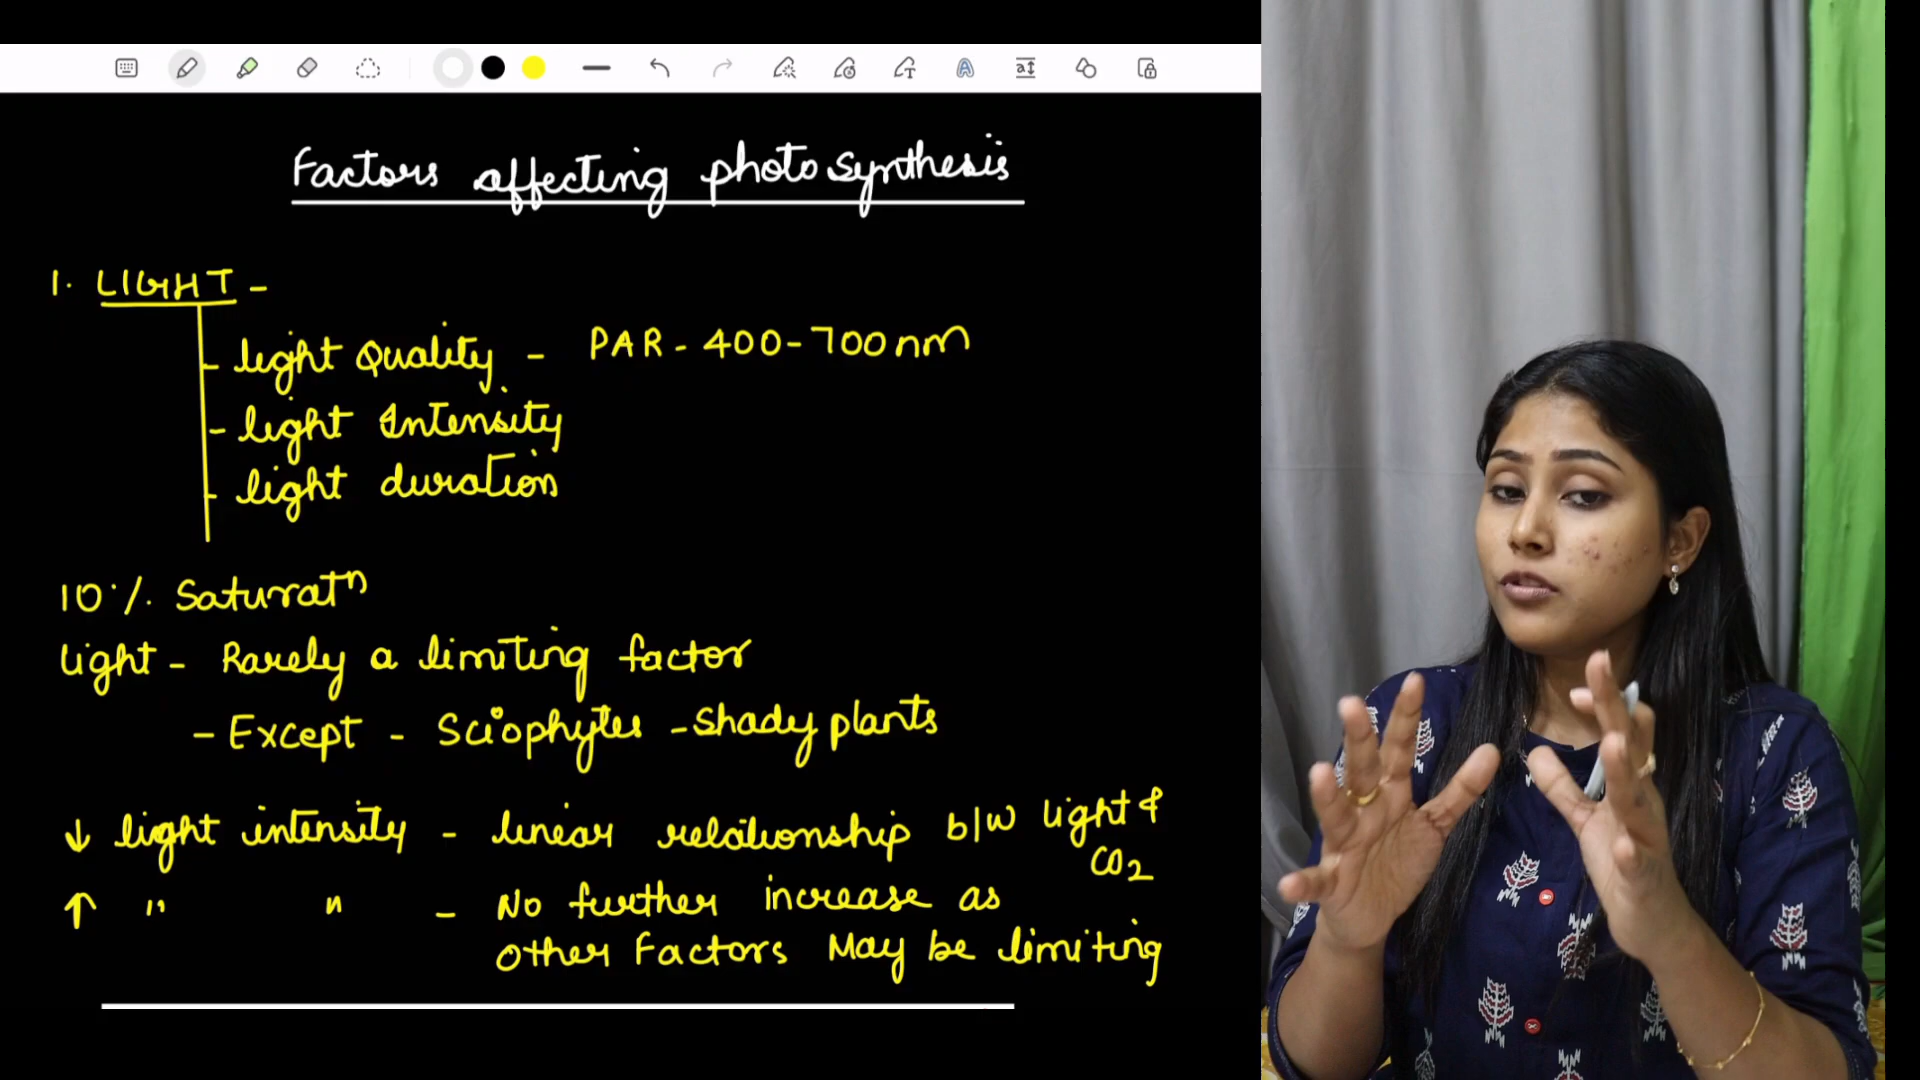 Factors affecting photosynthesis
1. LIGHT -
- light Quality - PAR - 400-700nm
- light Intensity
- light duration
10% Saturatⁿ
light - Rarely a limiting factor
- Except - Sciophytes - Shady plants
↓ light intensity - linear relationship b/w light &
CO2
↑ " " - No further increase as
other Factors May be limiting